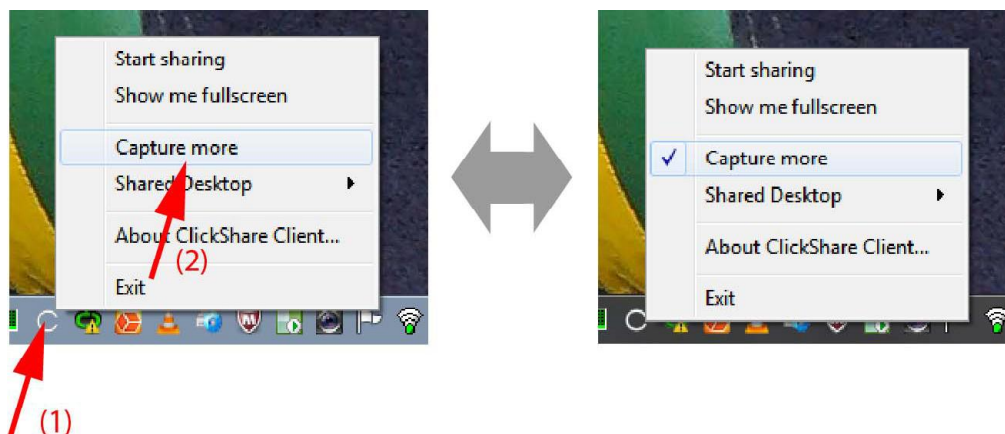 Start sharing
Show me fullscreen
Capture more
Shared Desktop
About ClickShare Client...
(2)
Exit
(1)
Start sharing
Show me fullscreen
Capture more
Shared Desktop
About ClickShare Client...
Exit